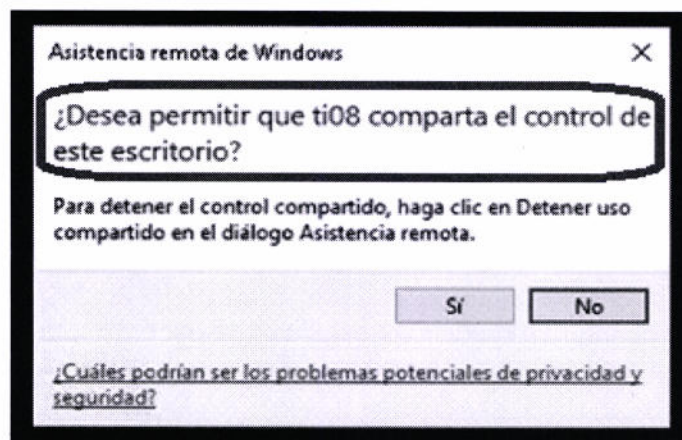 Asistencia remota de Windows
¿Desea permitir que ti08 comparta el control de
este escritorio?
Para detener el control compartido, haga clic en Detener uso
compartido en el diálogo Asistencia remota.
Sí
No
¿Cuáles podrían ser los problemas potenciales de privacidad y
seguridad?